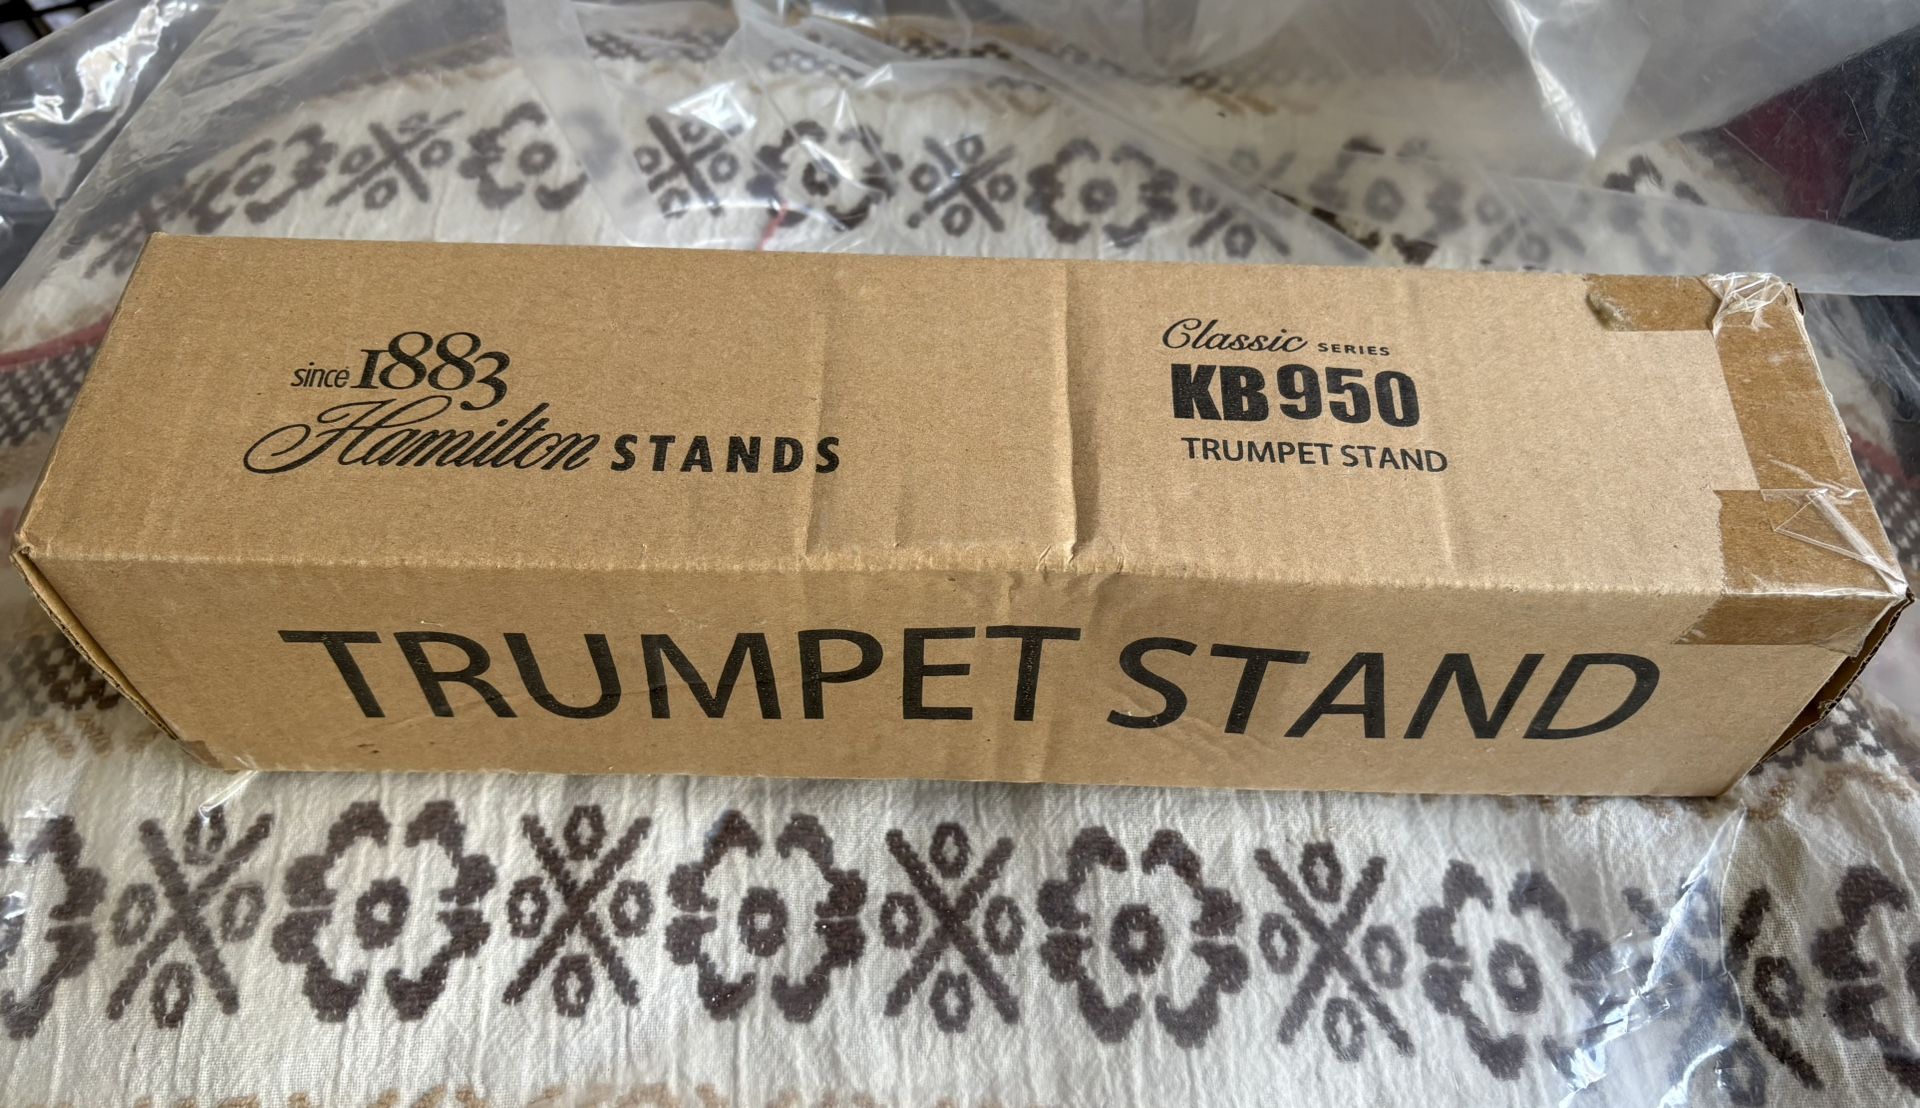 since 1883
Hamilton STANDS
Classic SERIES
KB950
TRUMPET STAND
TRUMPET STAND